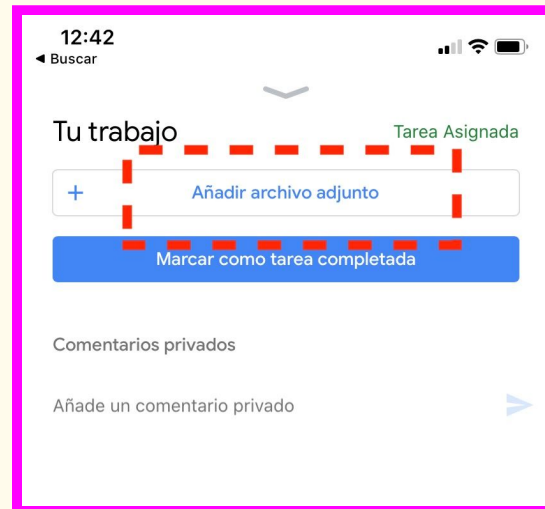 12:42
◀ Buscar
Tu trabajo
Tarea Asignada
+ Añadir archivo adjunto
Marcar como tarea completada
Comentarios privados
Añade un comentario privado